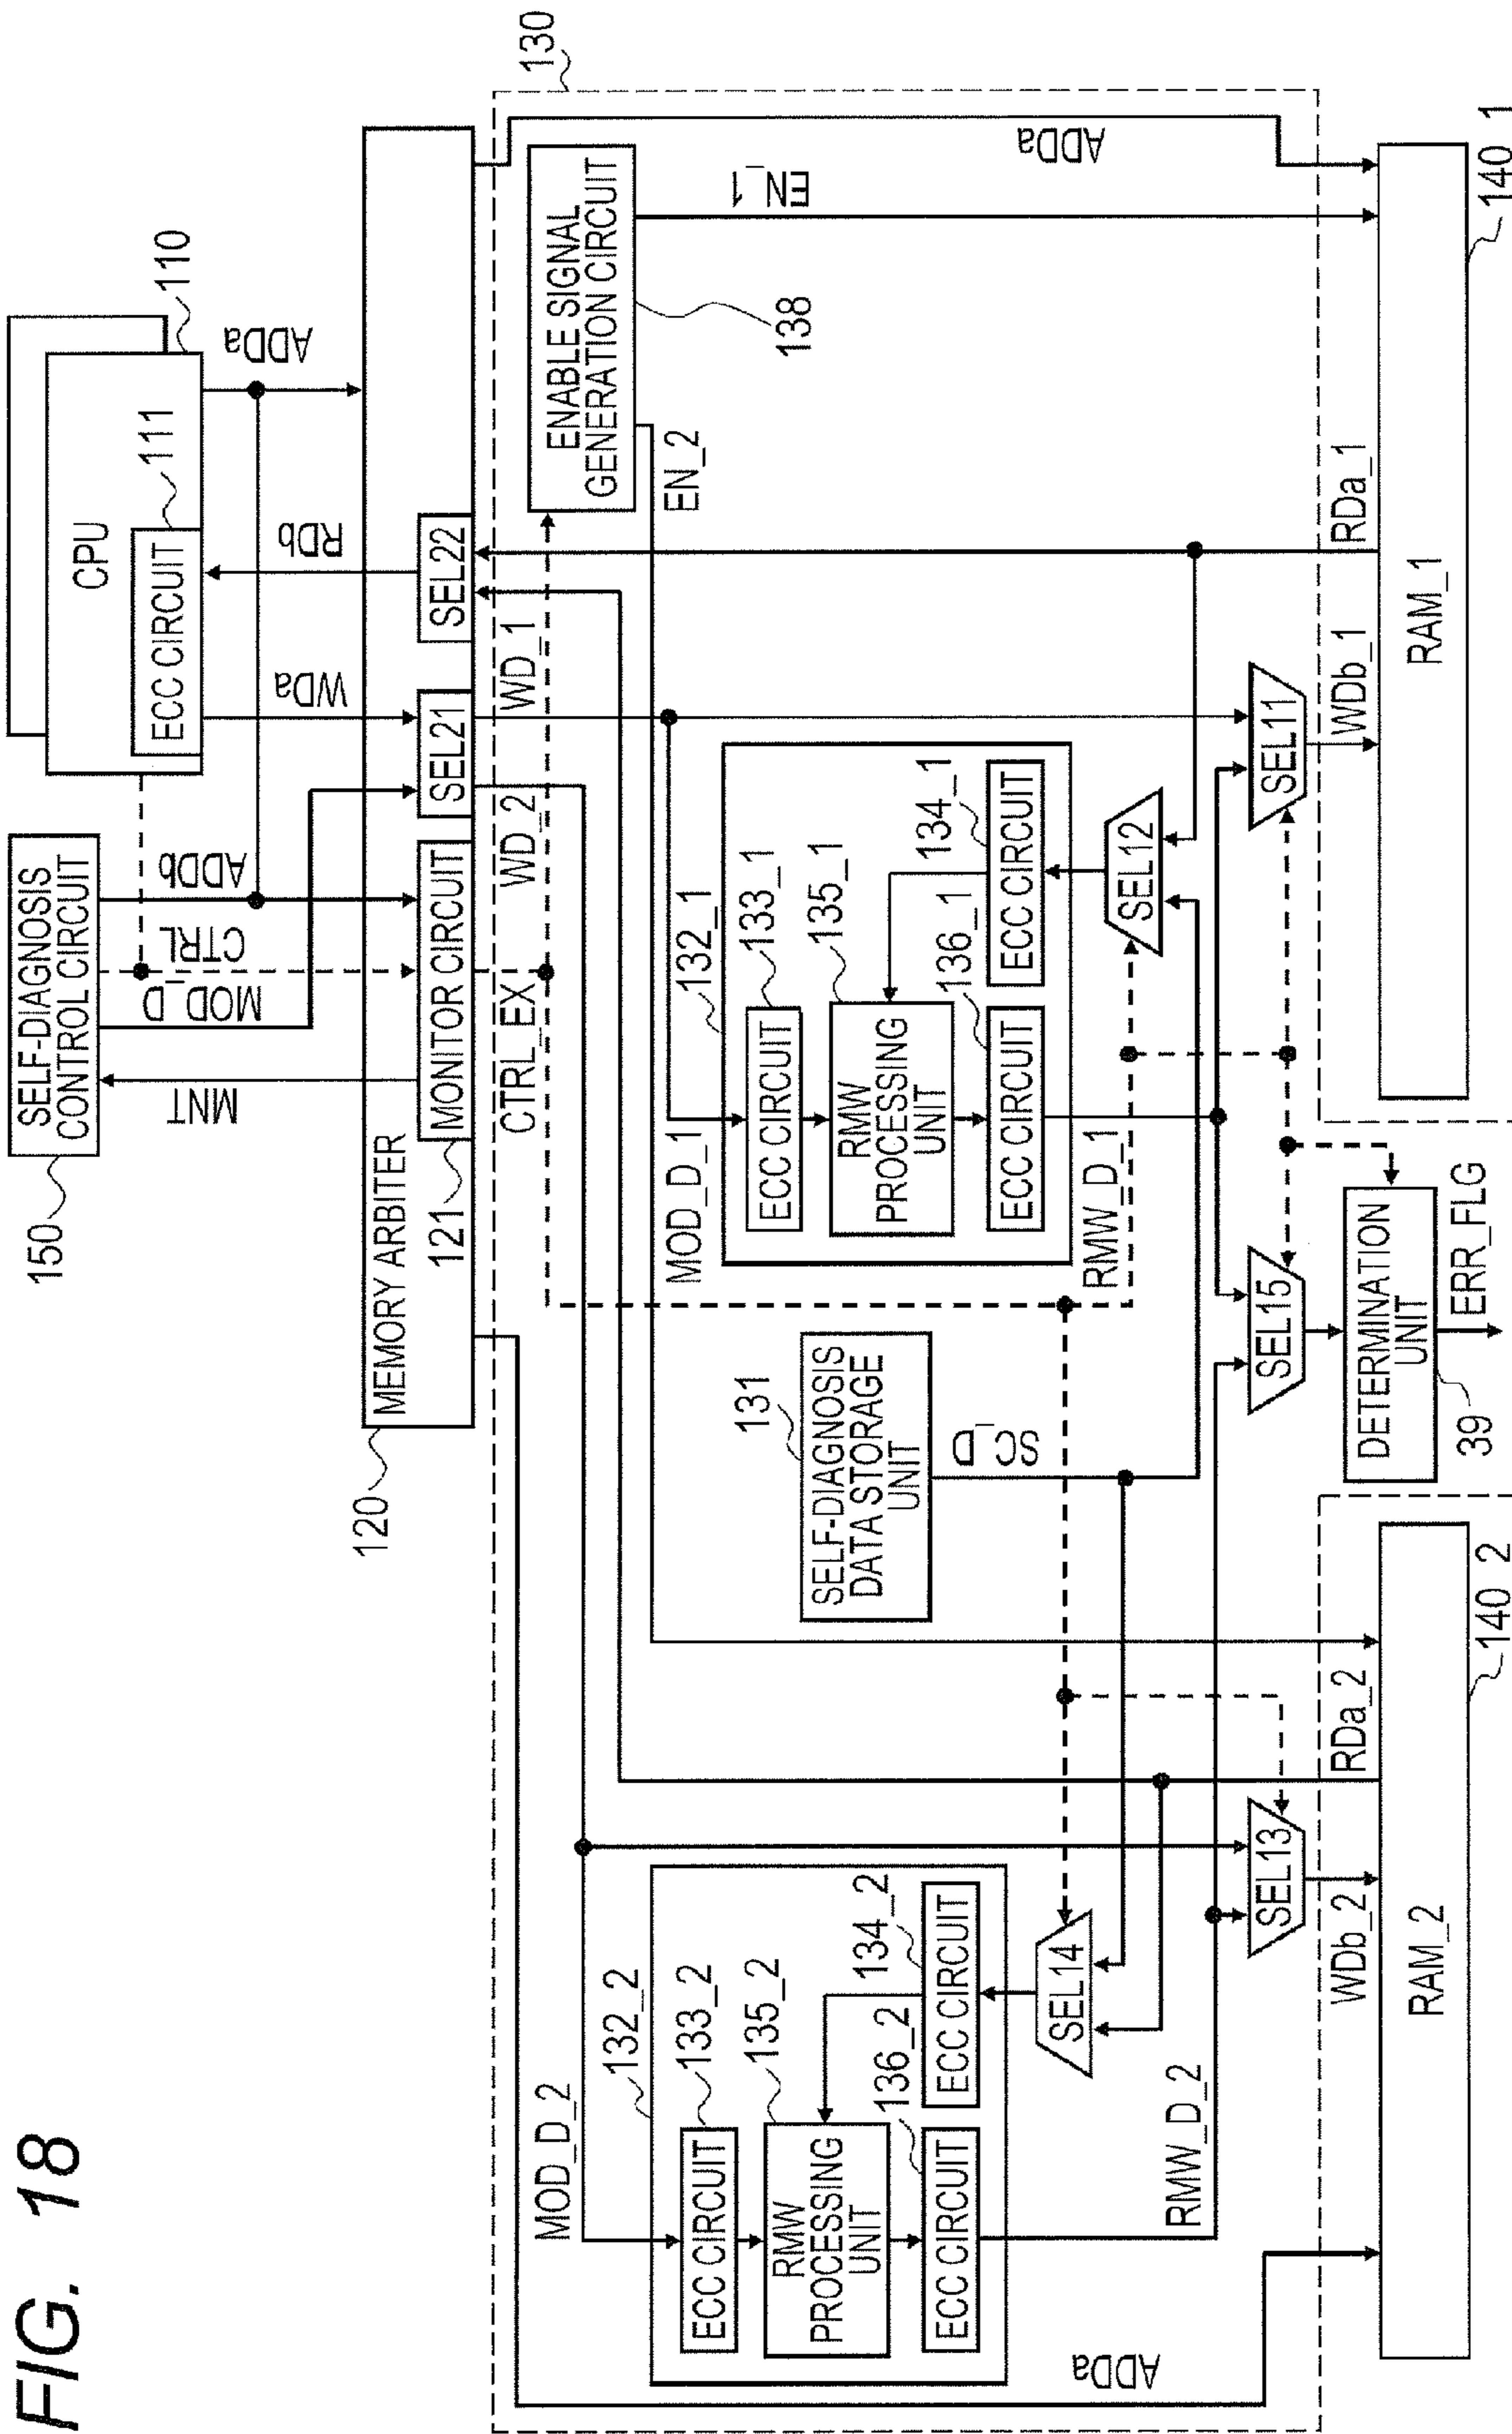 FIG. 18
150
SELF-DIAGNOSIS
CONTROL CIRCUIT
CPU
110
ECC CIRCUIT
111
MNT
MOD_D
CTRL
ADDb
WDa
RDb
ADDa
120
MEMORY ARBITER
121
MONITOR CIRCUIT
SEL21
SEL22
130
CTRL_EX
WD_2
WD_1
ENABLE SIGNAL
GENERATION CIRCUIT
138
EN_2
EN_1
ADDa
MOD_D_2
132_2
ECC CIRCUIT
133_2
RMW
PROCESSING
UNIT
135_2
ECC CIRCUIT
136_2
ECC CIRCUIT
134_2
SEL14
RMW_D_2
ADDa
131
SELF-DIAGNOSIS
DATA STORAGE
UNIT
SC_D
MOD_D_1
132_1
ECC CIRCUIT
133_1
RMW
PROCESSING
UNIT
135_1
ECC CIRCUIT
136_1
ECC CIRCUIT
134_1
SEL12
RMW_D_1
SEL13
SEL15
SEL11
WDb_2
RDa_2
DETERMINATION
UNIT
39
ERR_FLG
WDb_1
RDa_1
RAM_2
140_2
RAM_1
140_1